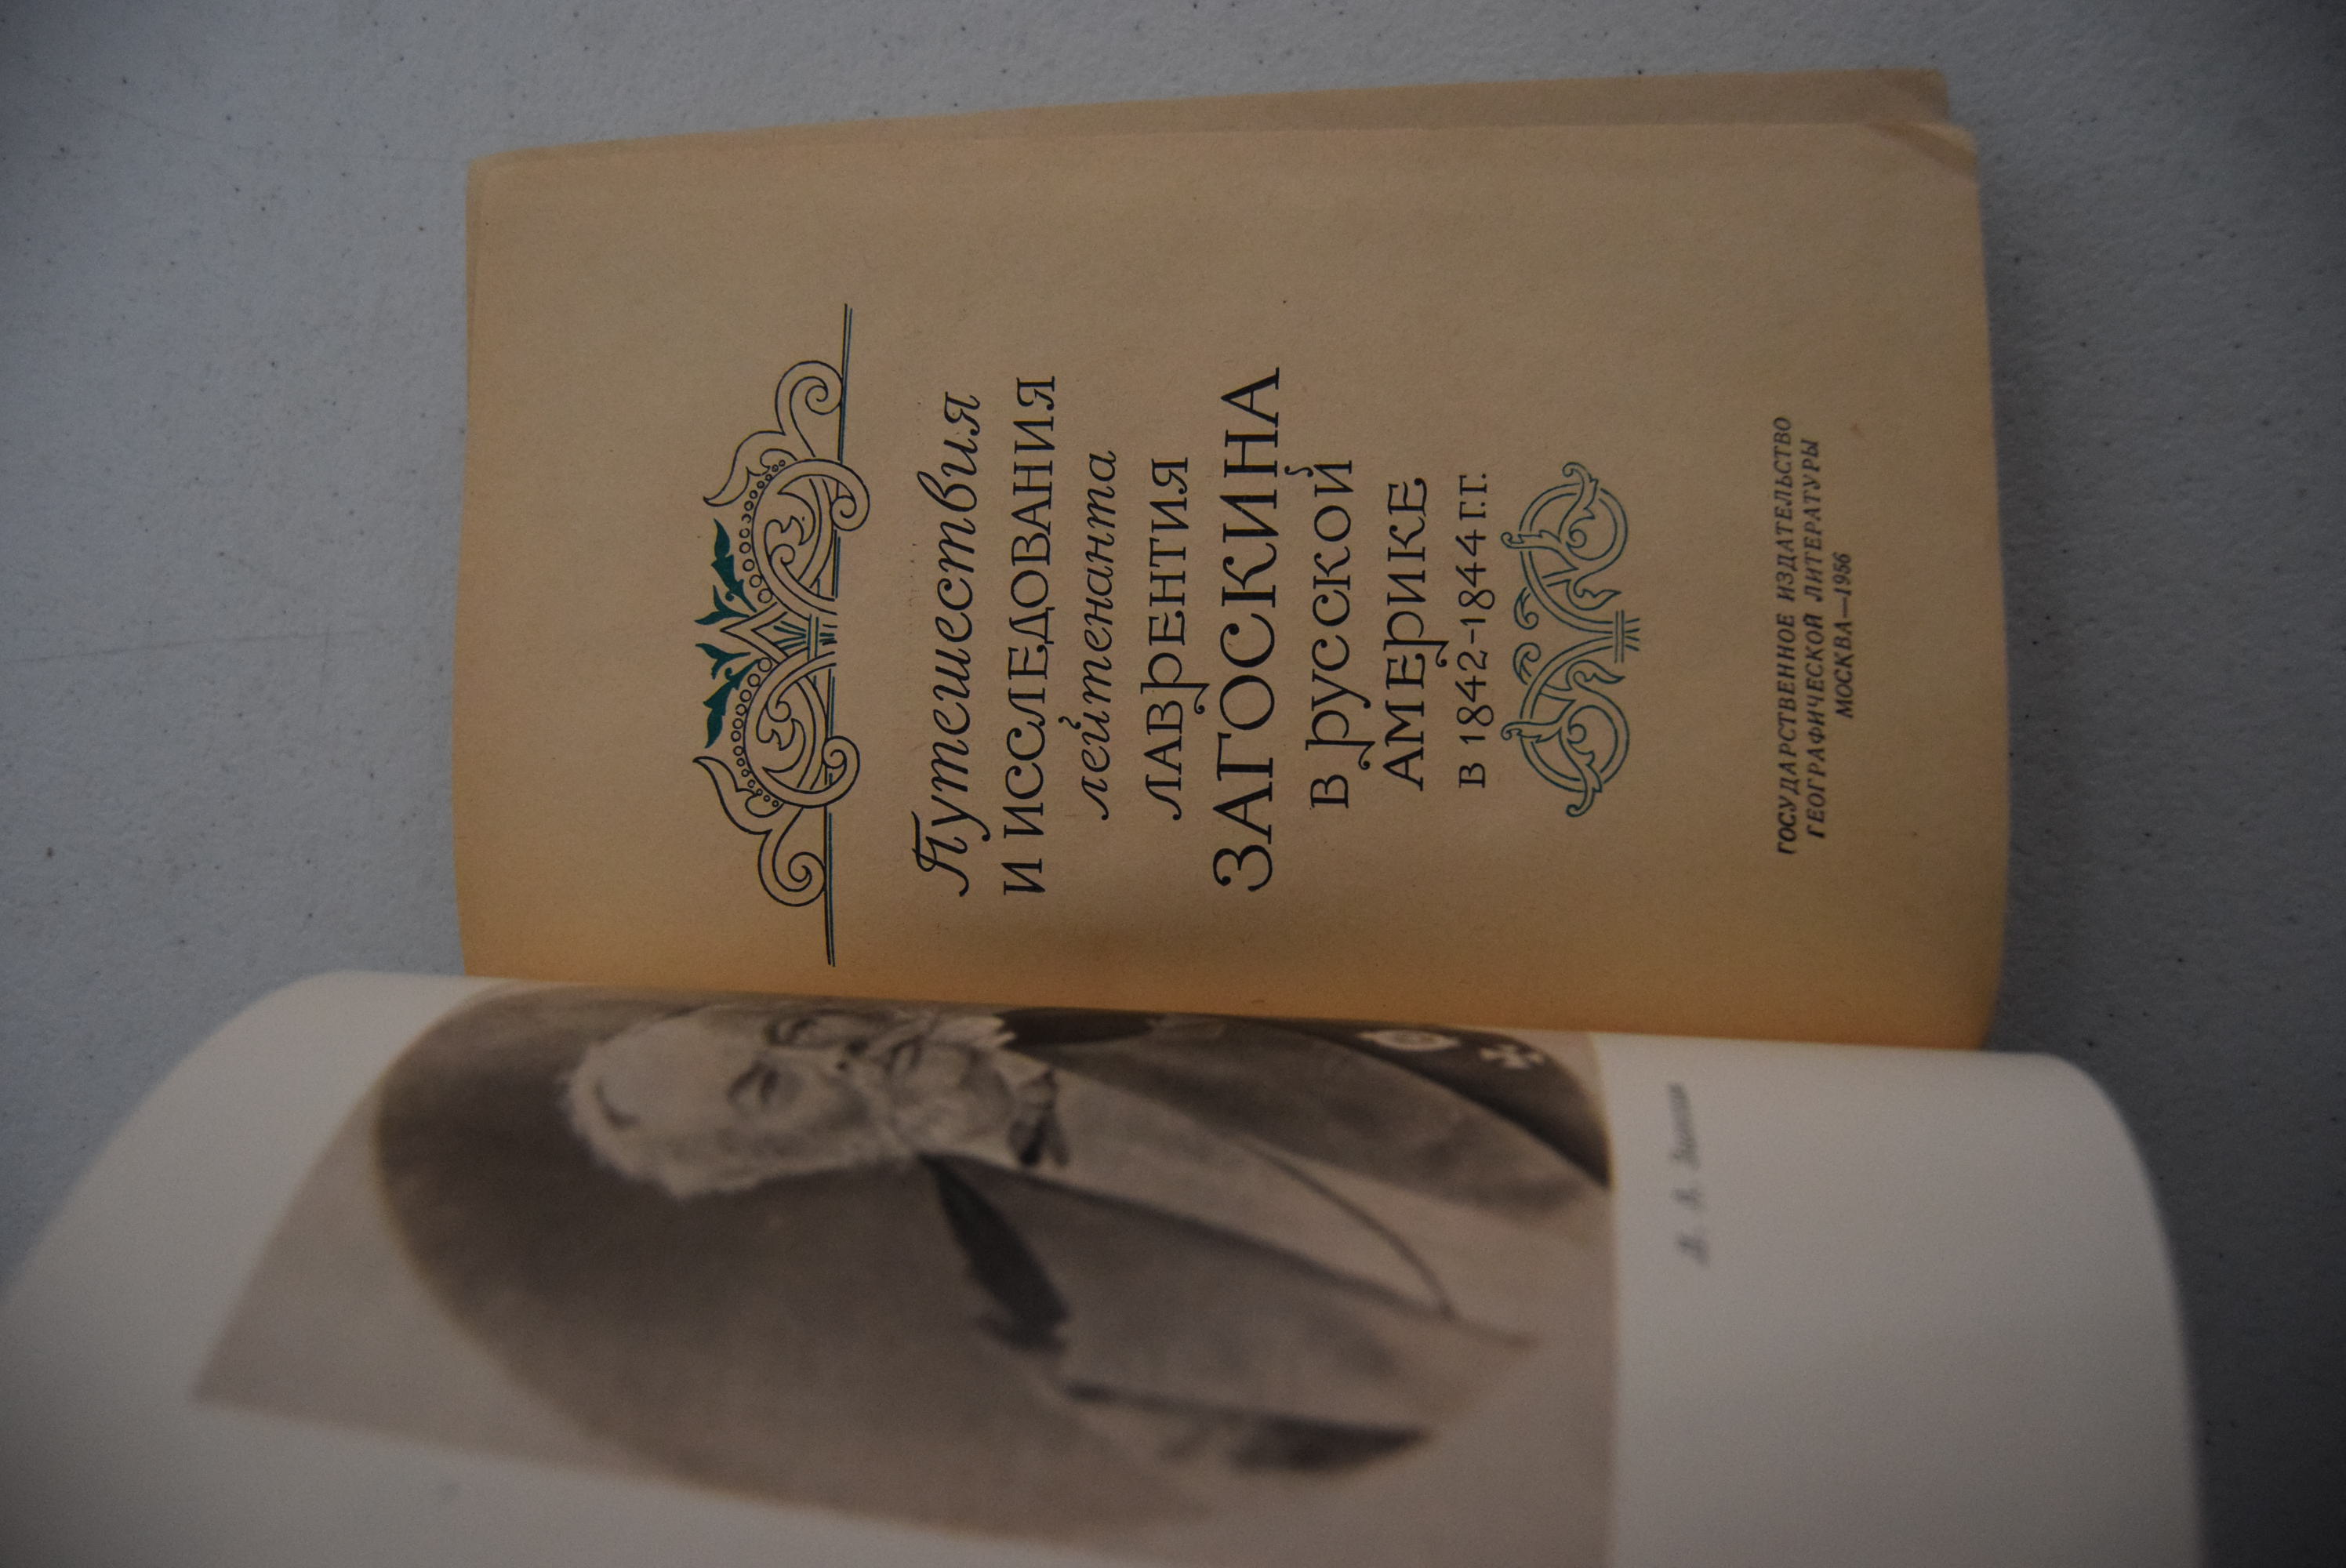 Путешествия
И ИССЛЕДОВАНИЯ
лейтенанта
ЛАВРЕНТИЯ
ЗАГОСКИНА
В РУССКОЙ
АМЕРИКЕ
В 1842-1844 Г.Г.
ГОСУДАРСТВЕННОЕ ИЗДАТЕЛЬСТВО
ГЕОГРАФИЧЕСКОЙ ЛИТЕРАТУРЫ
МОСКВА—1956